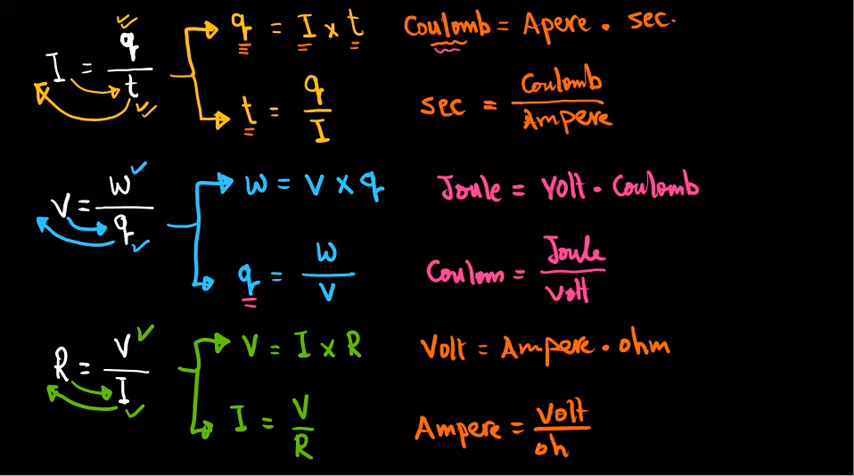 I = q/t
q = I x t
Coulomb = Apere . sec.
t = q/I
sec = Coulomb/Ampere
V = W/q
W = V x q
Joule = Volt . Coulomb
q = W/V
Coulom = Joule/Volt
R = V/I
V = I x R
Volt = Ampere . ohm
I = V/R
Ampere = Volt/oh